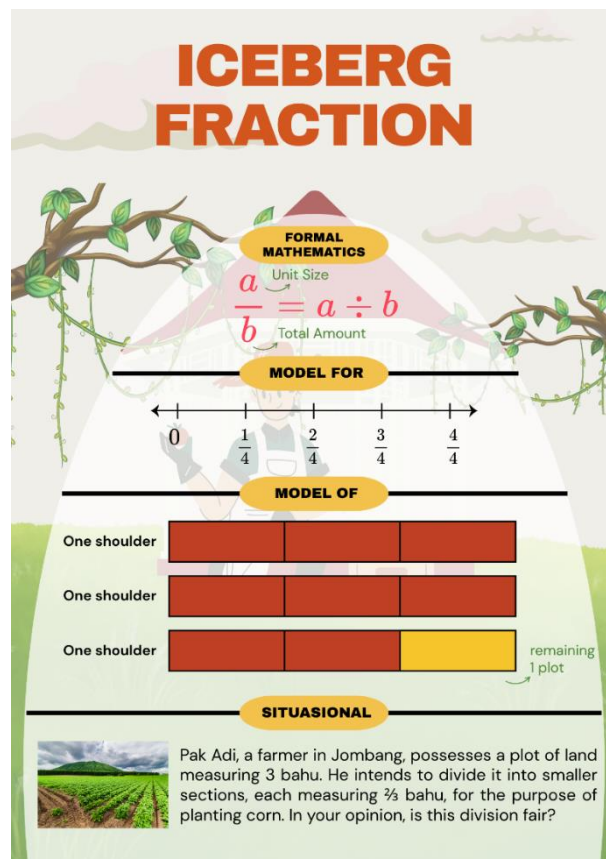 ICEBERG
FRACTION
FORMAL
MATHEMATICS
Unit Size
a/b = a ÷ b
Total Amount
MODEL FOR
0 1/4 2/4 3/4 4/4
MODEL OF
One shoulder
One shoulder
One shoulder
remaining
1 plot
SITUASIONAL
Pak Adi, a farmer in Jombang, possesses a plot of land
measuring 3 bahu. He intends to divide it into smaller
sections, each measuring ⅔ bahu, for the purpose of
planting corn. In your opinion, is this division fair?